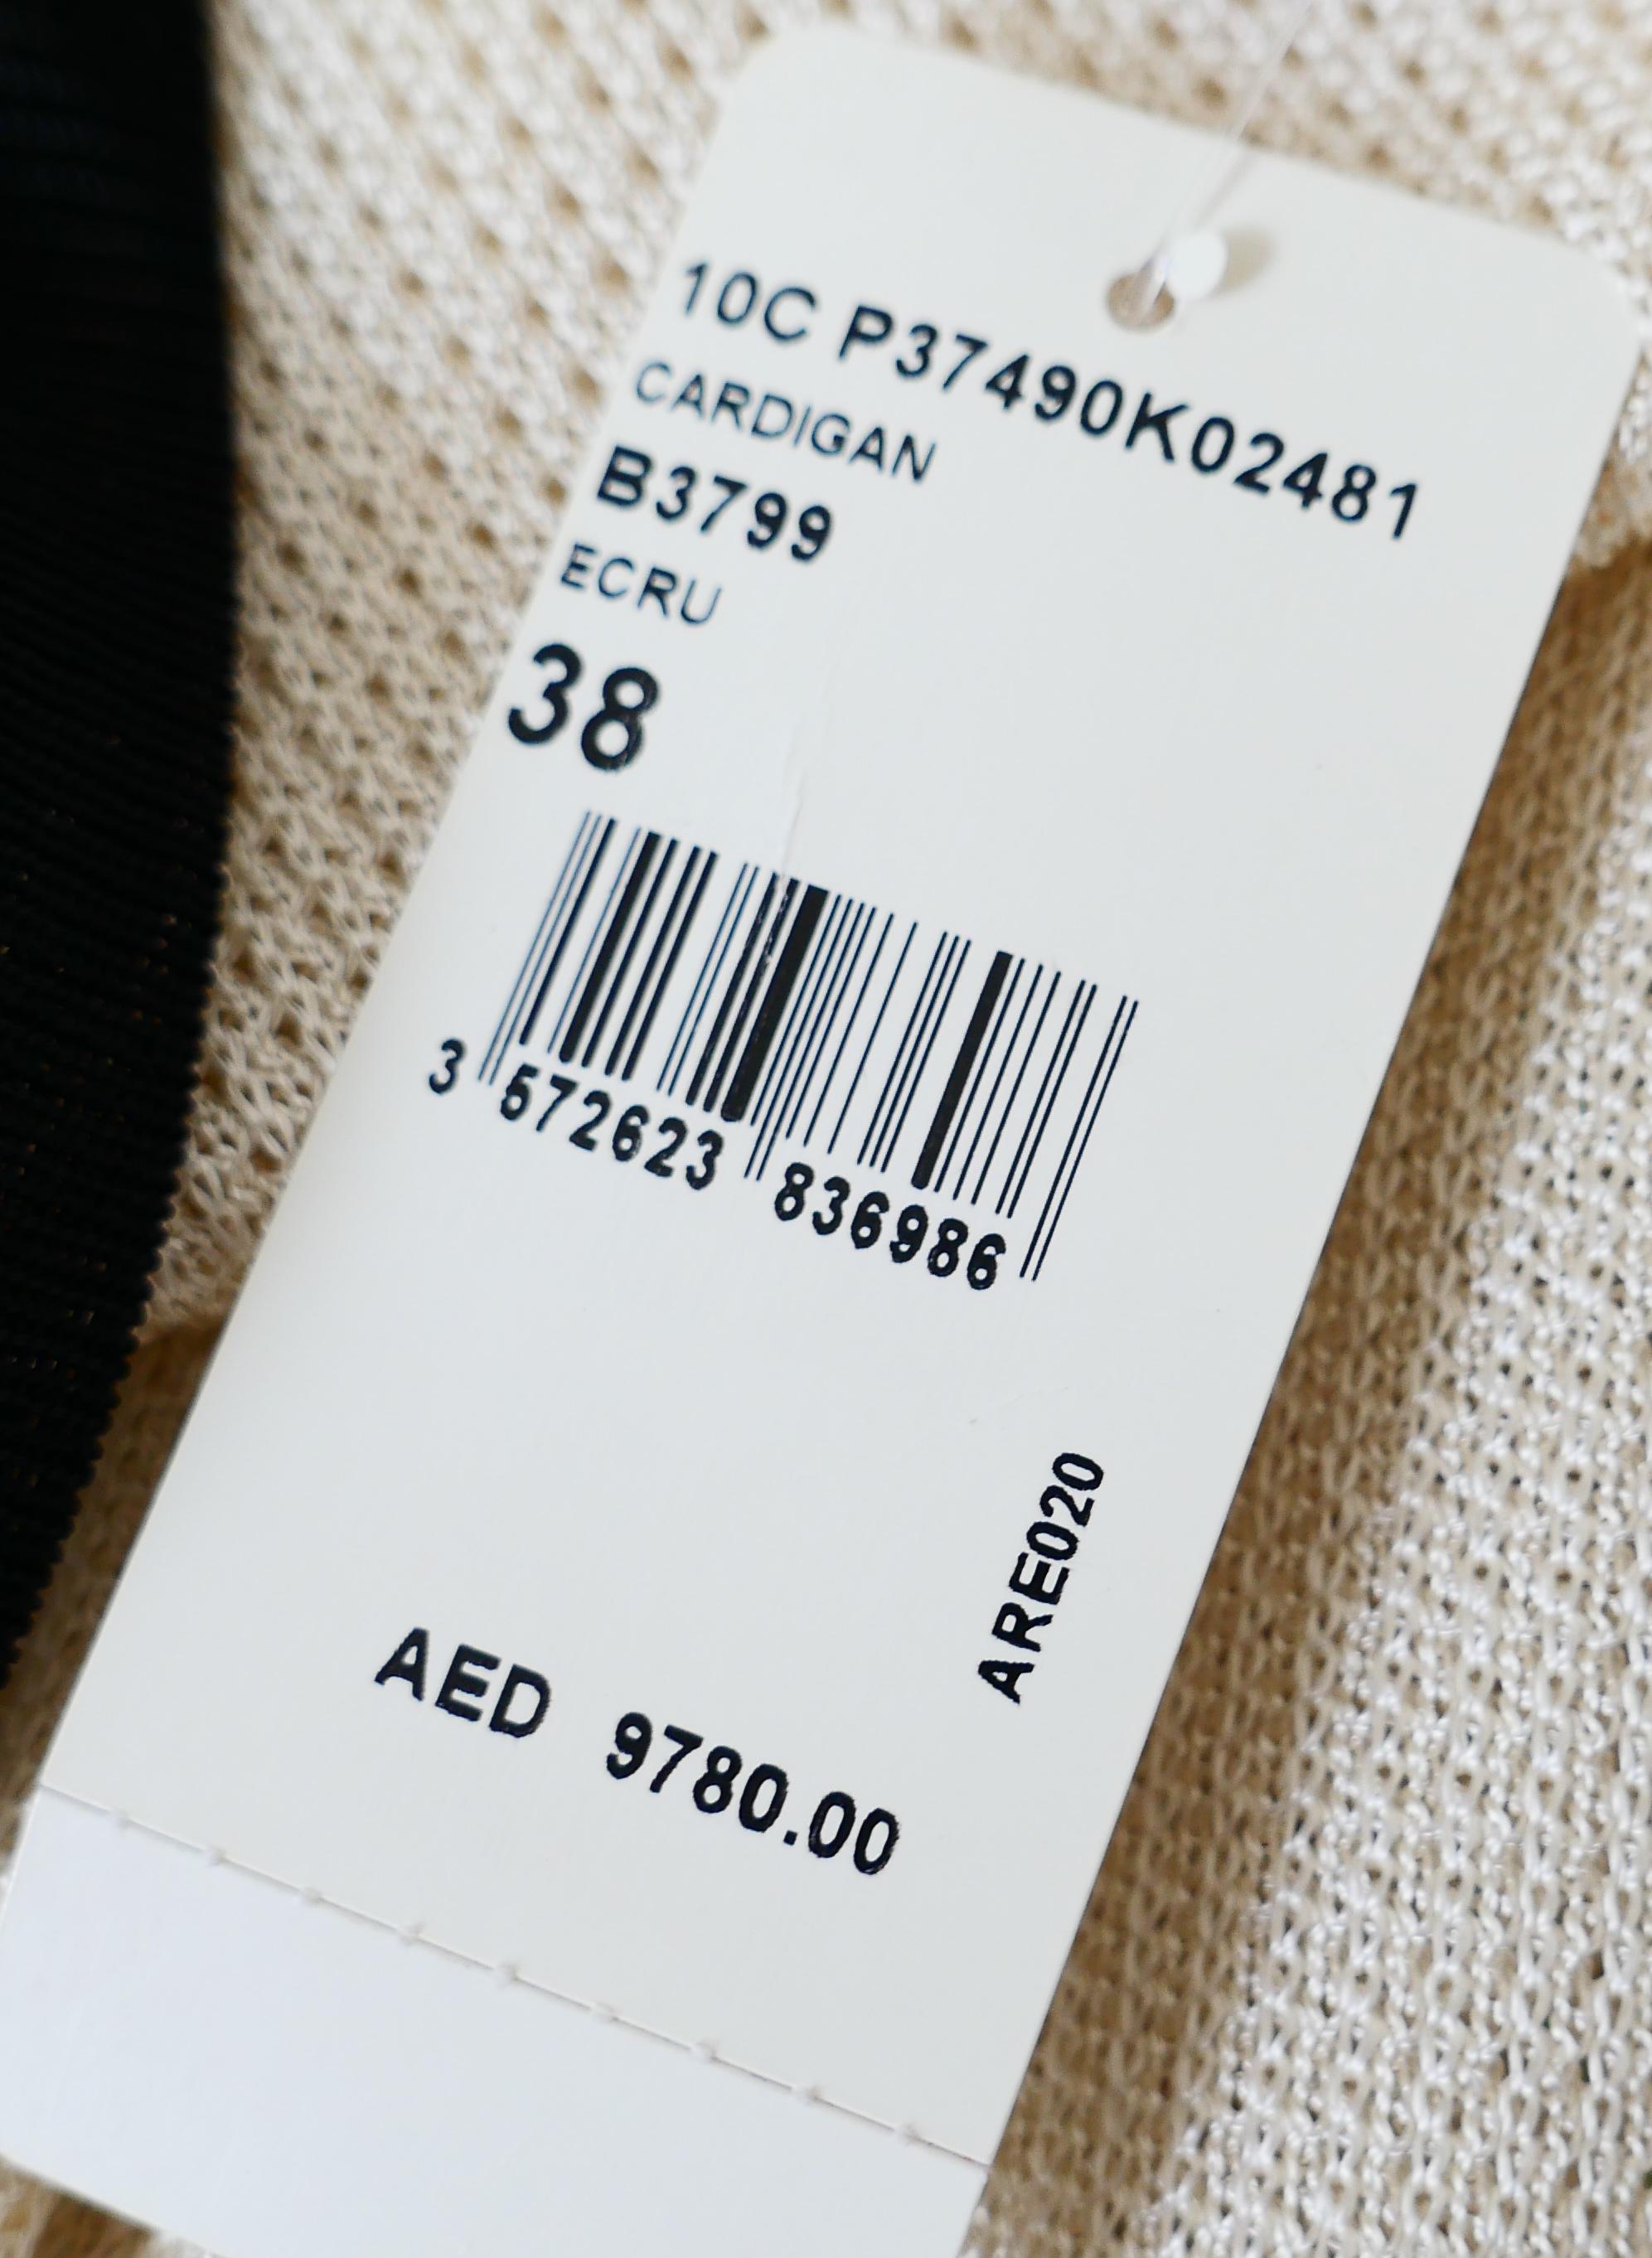 10C P37490K02481
CARDIGAN
B3799
ECRU
38
3 572623 836986
ARE020
AED 9780.00